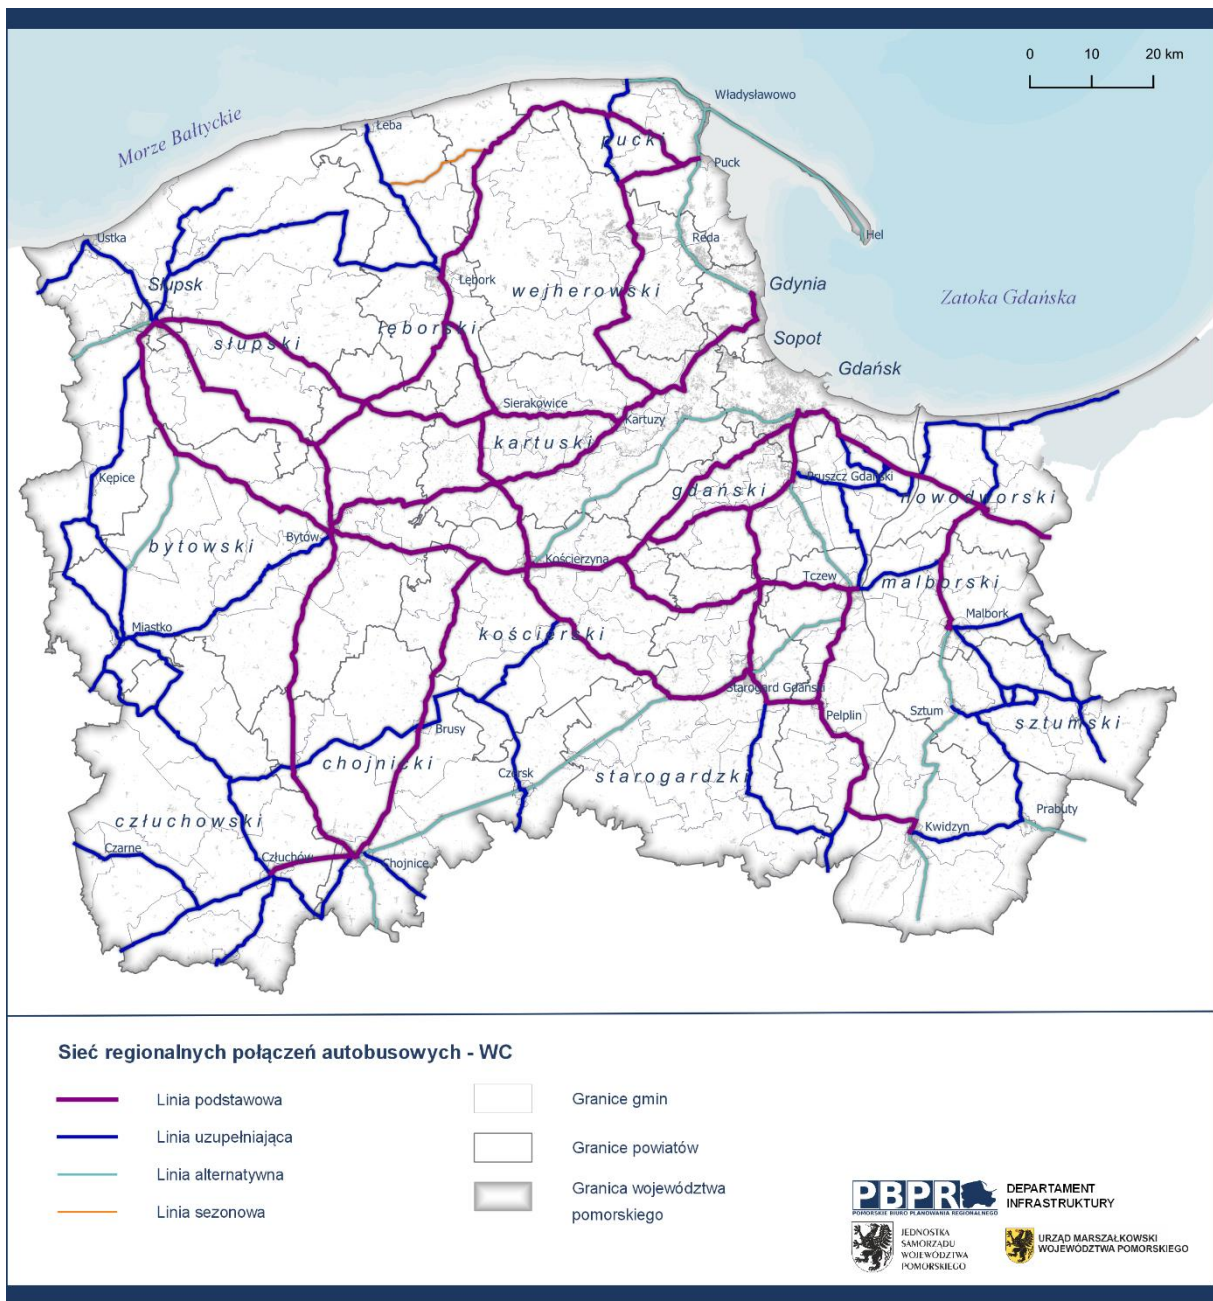 0 10 20 km
Morze Bałtyckie
Władysławowo
Łeba
pucki
Puck
Ustka
Reda
Hel
Słupsk
Lębork
Gdynia
wejherowski
Zatoka Gdańska
lęborski
słupski
Sopot
Gdańsk
Sierakowice
Kartuzy
kartuski
Kępice
gdański
Pruszcz Gdański
nowodworski
Bytów
bytowski
Kościerzyna
Tczew
malborski
Miastko
kościerski
Malbork
Starogard Gdański
Pelplin
Sztum
sztumski
Brusy
chojnicki
Czersk
starogardzki
człuchowski
Prabuty
Kwidzyn
Czarne
Człuchów
Chojnice
Sieć regionalnych połączeń autobusowych - WC
Linia podstawowa
Linia uzupełniająca
Linia alternatywna
Linia sezonowa
Granice gmin
Granice powiatów
Granica województwa
pomorskiego
PBPR
POMORSKIE BIURO PLANOWANIA REGIONALNEGO
DEPARTAMENT
INFRASTRUKTURY
JEDNOSTKA
SAMORZĄDU
WOJEWÓDZTWA
POMORSKIEGO
URZĄD MARSZAŁKOWSKI
WOJEWÓDZTWA POMORSKIEGO